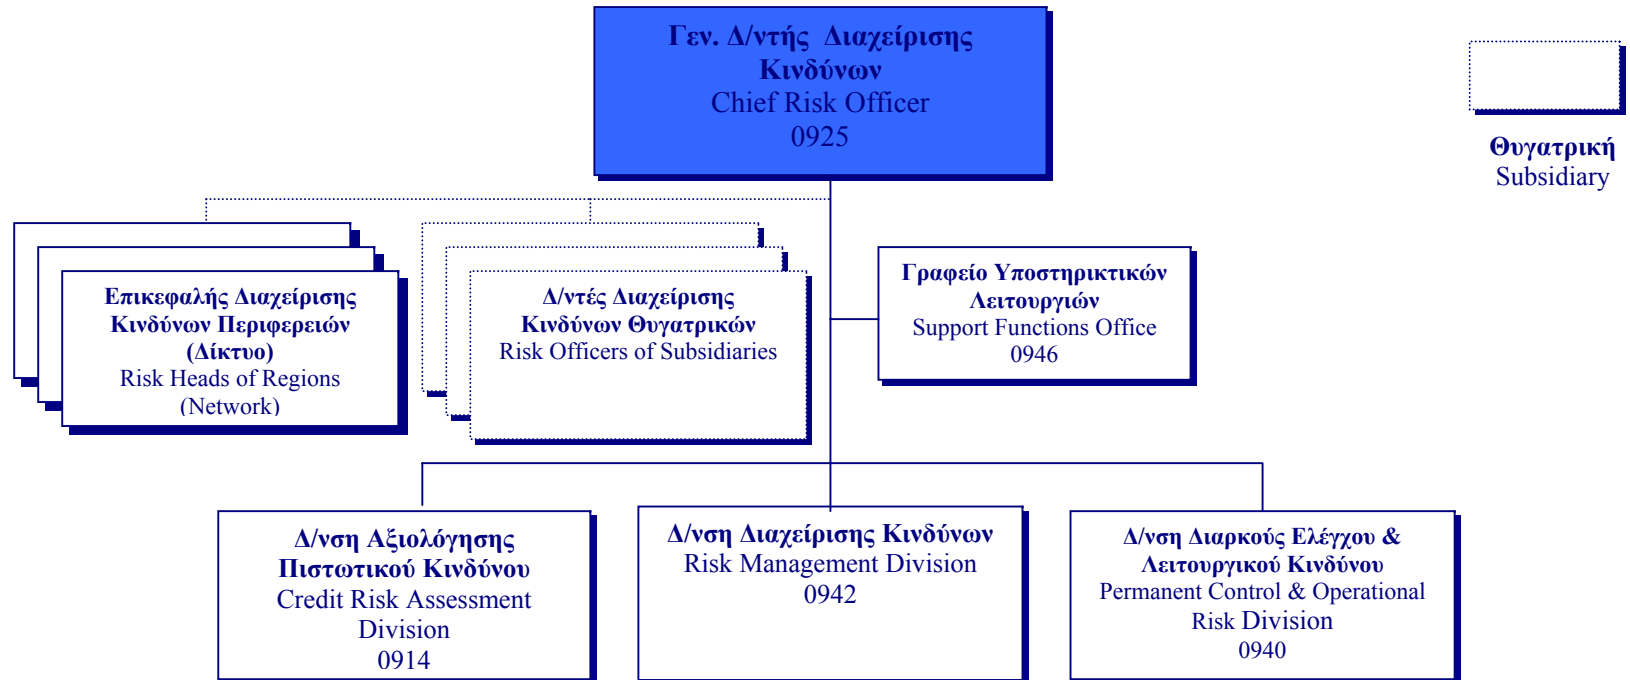 Γεν. Δ/ντής Διαχείρισης
Κινδύνων
Chief Risk Officer
0925
Θυγατρική
Subsidiary
Επικεφαλής Διαχείρισης
Κινδύνων Περιφερειών
(Δίκτυο)
Risk Heads of Regions
(Network)
Δ/ντές Διαχείρισης
Κινδύνων Θυγατρικών
Risk Officers of Subsidiaries
Γραφείο Υποστηρικτικών
Λειτουργιών
Support Functions Office
0946
Δ/νση Αξιολόγησης
Πιστωτικού Κινδύνου
Credit Risk Assessment
Division
0914
Δ/νση Διαχείρισης Κινδύνων
Risk Management Division
0942
Δ/νση Διαρκούς Ελέγχου &
Λειτουργικού Κινδύνου
Permanent Control & Operational
Risk Division
0940